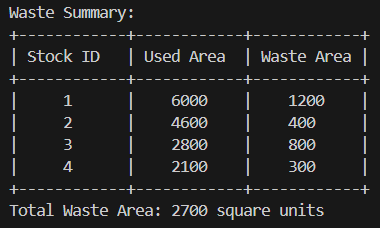 Waste Summary:
+------------+------------+------------+
| Stock ID   | Used Area  | Waste Area |
+------------+------------+------------+
|     1      |    6000    |    1200    |
|     2      |    4600    |    400     |
|     3      |    2800    |    800     |
|     4      |    2100    |    300     |
+------------+------------+------------+
Total Waste Area: 2700 square units